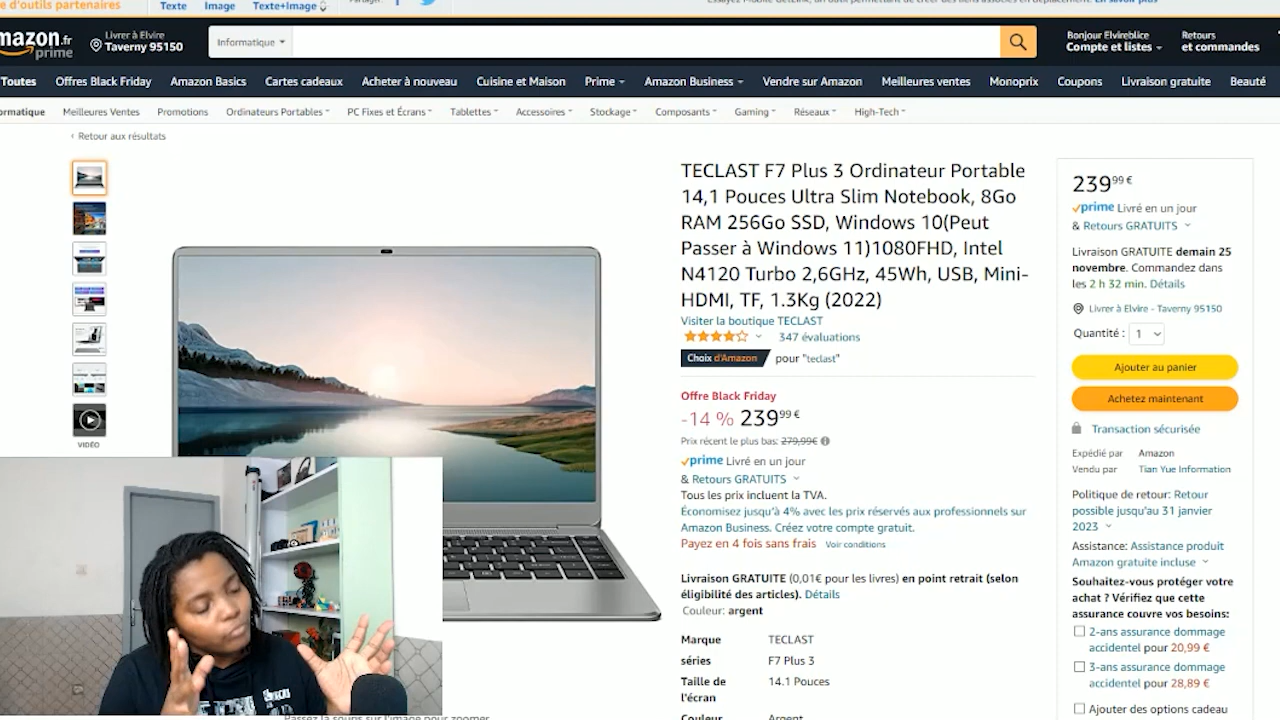 e d'outils partenaires
Texte
Image
Texte+Image
Partager:
mazon.fr
prime
Livrer à Elvire
Taverny 95150
Informatique
Bonjour Elvireblice
Compte et listes
Retours
et commandes
Toutes
Offres Black Friday
Amazon Basics
Cartes cadeaux
Acheter à nouveau
Cuisine et Maison
Prime
Amazon Business
Vendre sur Amazon
Meilleures ventes
Monoprix
Coupons
Livraison gratuite
Beauté
ormatique
Meilleures Ventes
Promotions
Ordinateurs Portables
PC Fixes et Écrans
Tablettes
Accessoires
Stockage
Composants
Gaming
Réseaux
High-Tech
‹ Retour aux résultats
VIDÉO
TECLAST F7 Plus 3 Ordinateur Portable
14,1 Pouces Ultra Slim Notebook, 8Go
RAM 256Go SSD, Windows 10(Peut
Passer à Windows 11)1080FHD, Intel
N4120 Turbo 2,6GHz, 45Wh, USB, Mini-
HDMI, TF, 1.3Kg (2022)
Visiter la boutique TECLAST
347 évaluations
Choix d'Amazon pour "teclast"
Offre Black Friday
-14 % 239,99 €
Prix récent le plus bas: 279,99€
prime Livré en un jour
& Retours GRATUITS
Tous les prix incluent la TVA.
Économisez jusqu'à 4% avec les prix réservés aux professionnels sur
Amazon Business. Créez votre compte gratuit.
Payez en 4 fois sans frais Voir conditions
Livraison GRATUITE (0,01€ pour les livres) en point retrait (selon
éligibilité des articles). Détails
Couleur: argent
Marque TECLAST
séries F7 Plus 3
Taille de 14.1 Pouces
l'écran
Couleur Argent
Passez la souris sur l'image pour zoomer
239 99 €
prime Livré en un jour
& Retours GRATUITS
Livraison GRATUITE demain 25
novembre. Commandez dans
les 2 h 32 min. Détails
Livrer à Elvire - Taverny 95150
Quantité : 1
Ajouter au panier
Achetez maintenant
Transaction sécurisée
Expédié par Amazon
Vendu par Tian Yue Information
Politique de retour: Retour
possible jusqu'au 31 janvier
2023
Assistance: Assistance produit
Amazon gratuite incluse
Souhaitez-vous protéger votre
achat ? Vérifiez que cette
assurance couvre vos besoins:
2-ans assurance dommage
accidentel pour 20,99 €
3-ans assurance dommage
accidentel pour 28,89 €
Ajouter des options cadeau